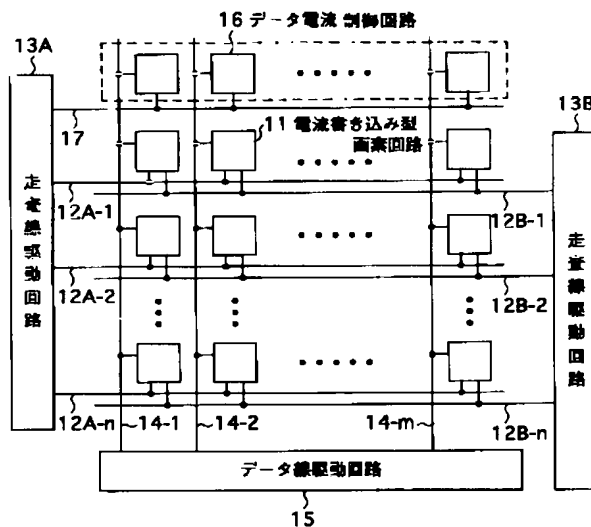 16 データ電流 制御回路
13A
13B
17
11 電流書き込み型
画素回路
走査線駆動回路
12A-1
12B-1
走査線駆動回路
12A-2
12B-2
12A-n
14-1
14-2
14-m
12B-n
データ線駆動回路
15